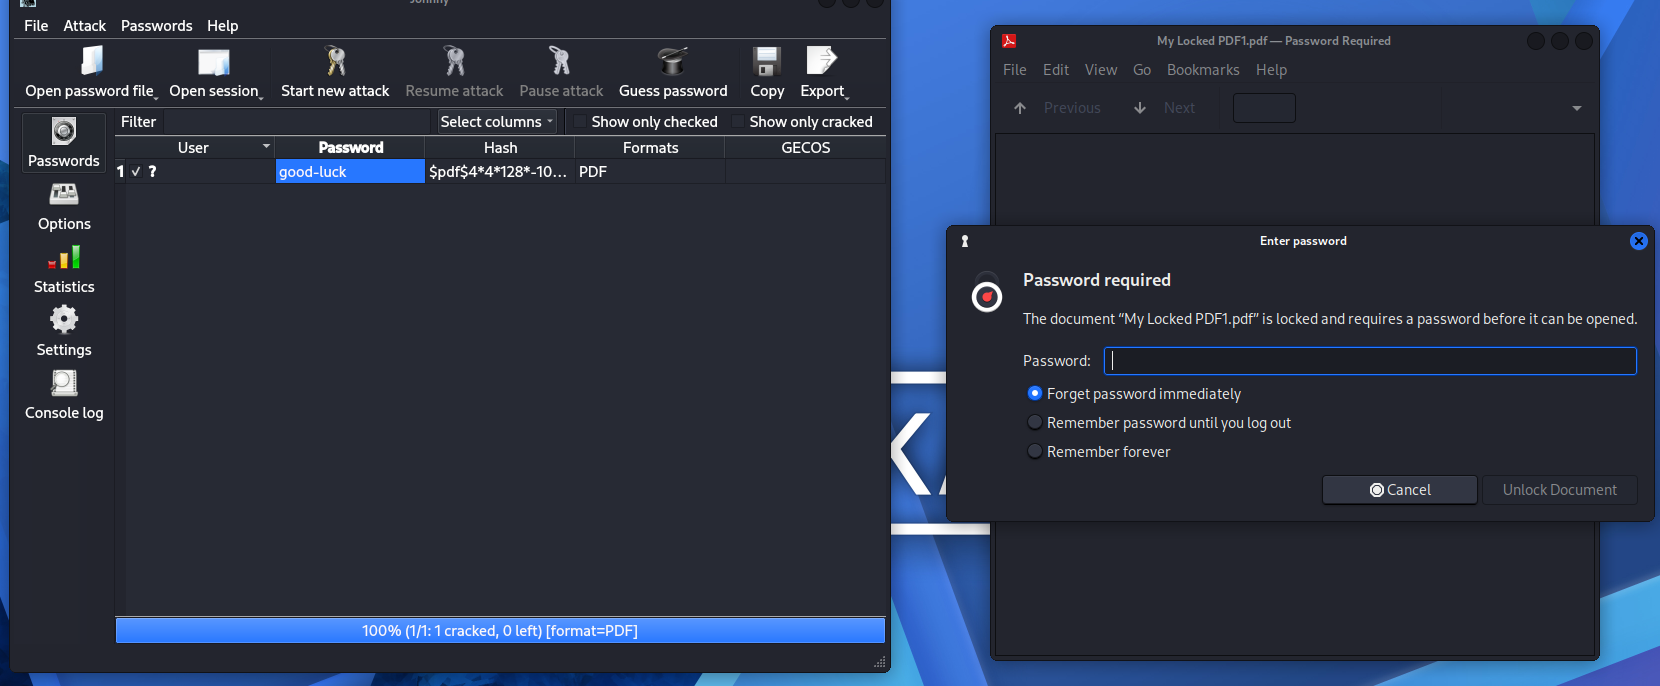 Johnny
File Attack Passwords Help
Open password file Open session Start new attack Resume attack Pause attack Guess password Copy Export
Passwords
Options
Statistics
Settings
Console log
Filter Select columns Show only checked Show only cracked
User Password Hash Formats GECOS
1 ✓ ? good-luck $pdf$4*4*128*-10... PDF
100% (1/1: 1 cracked, 0 left) [format=PDF]
My Locked PDF1.pdf — Password Required
File Edit View Go Bookmarks Help
Previous Next
Enter password
Password required
The document “My Locked PDF1.pdf” is locked and requires a password before it can be opened.
Password:
Forget password immediately
Remember password until you log out
Remember forever
Cancel Unlock Document